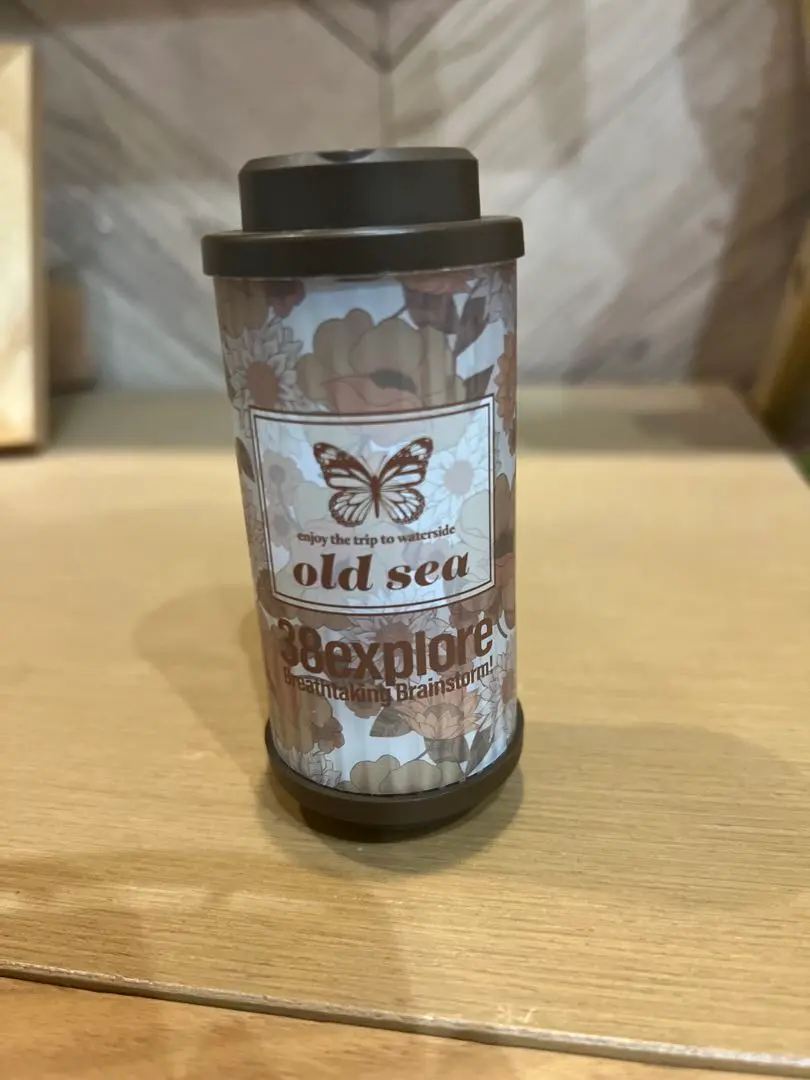 enjoy the trip to waterside
old sea
38explore
Breathtaking Brainstorm!